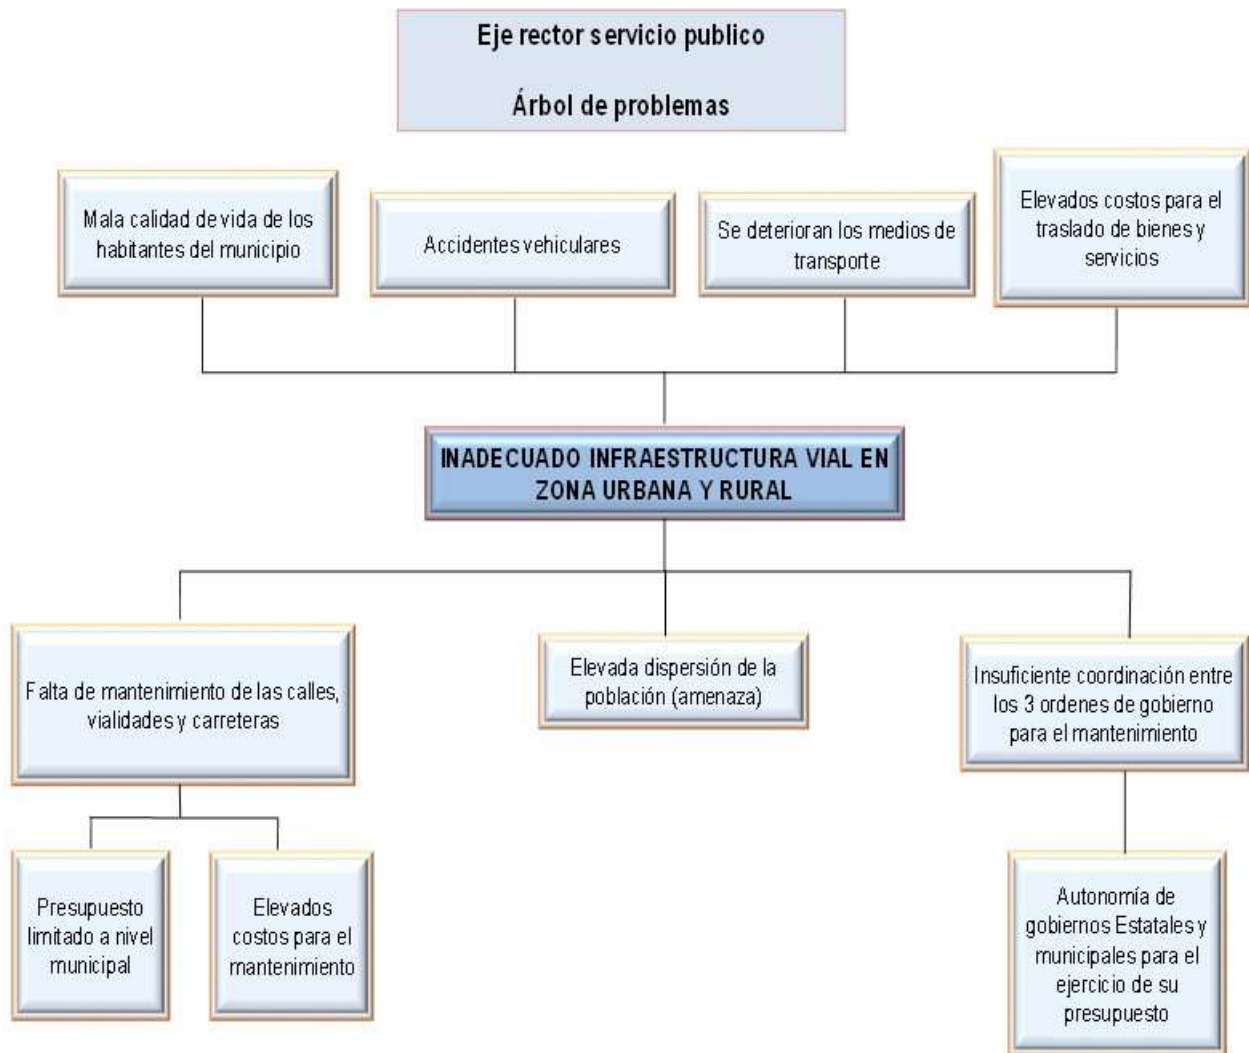 Eje rector servicio publico
Árbol de problemas
Mala calidad de vida de los
habitantes del municipio
Accidentes vehiculares
Se deterioran los medios de
transporte
Elevados costos para el
traslado de bienes y
servicios
INADECUADO INFRAESTRUCTURA VIAL EN
ZONA URBANA Y RURAL
Falta de mantenimiento de las calles,
vialidades y carreteras
Elevada dispersión de la
población (amenaza)
Insuficiente coordinación entre
los 3 ordenes de gobierno
para el mantenimiento
Presupuesto
limitado a nivel
municipal
Elevados
costos para el
mantenimiento
Autonomía de
gobiernos Estatales y
municipales para el
ejercicio de su
presupuesto